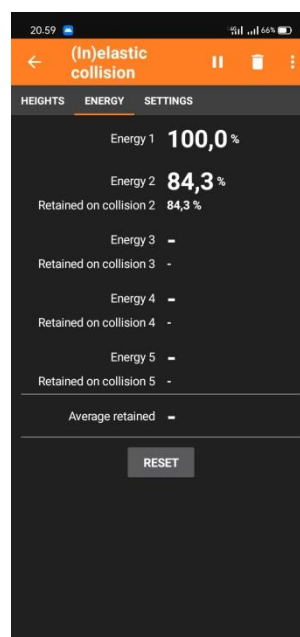 20.59
66%
(In)elastic
collision
HEIGHTS ENERGY SETTINGS
Energy 1 100,0 %
Energy 2 84,3 %
Retained on collision 2 84,3 %
Energy 3 -
Retained on collision 3 -
Energy 4 -
Retained on collision 4 -
Energy 5 -
Retained on collision 5 -
Average retained -
RESET